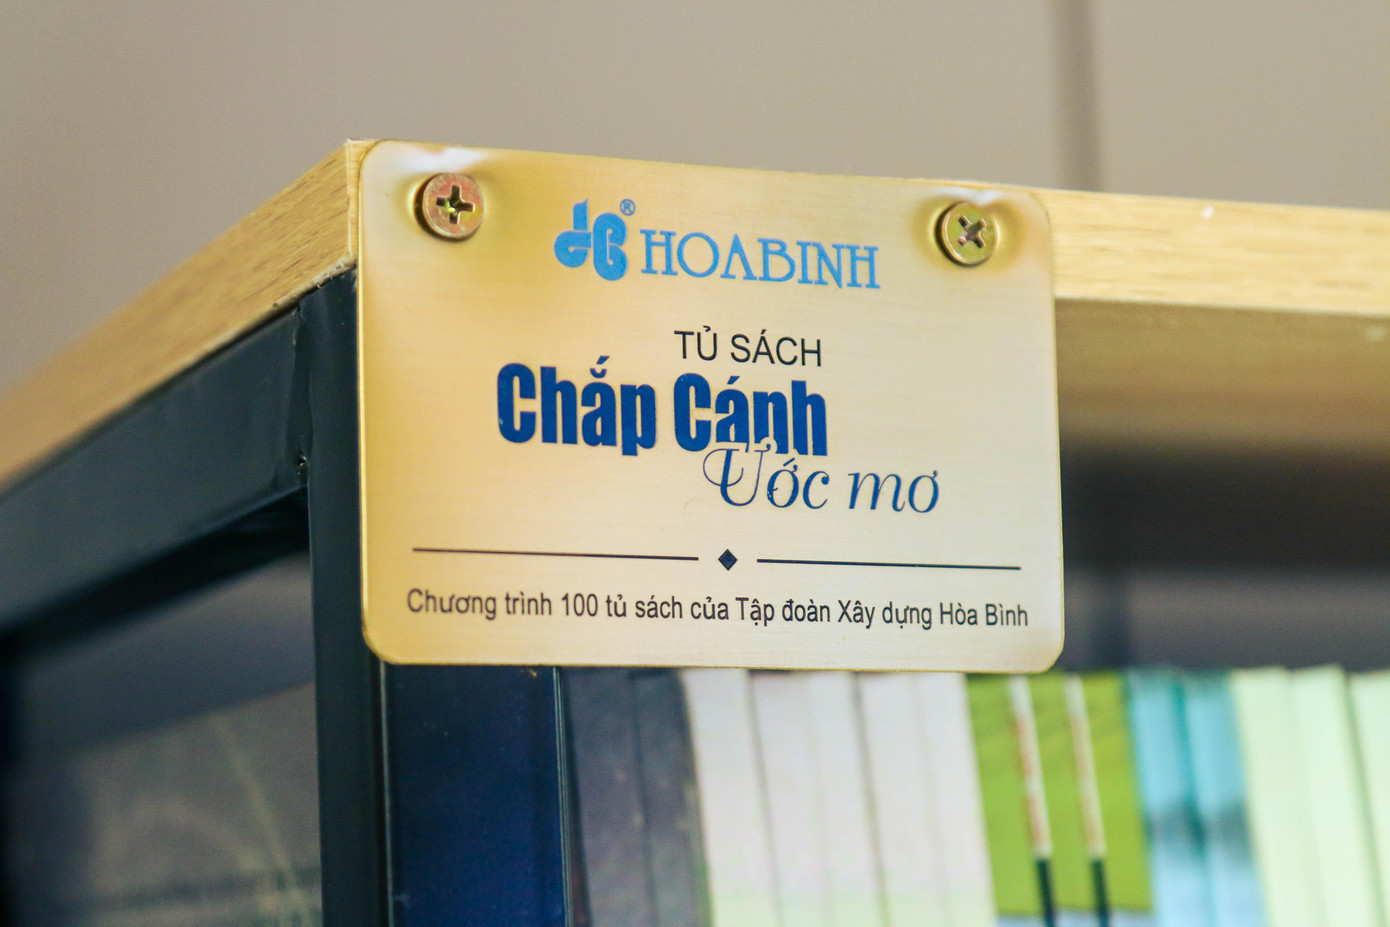 HOABINH ®
TỦ SÁCH
Chắp Cánh
Ước mơ
Chương trình 100 tủ sách của Tập đoàn Xây dựng Hòa Bình